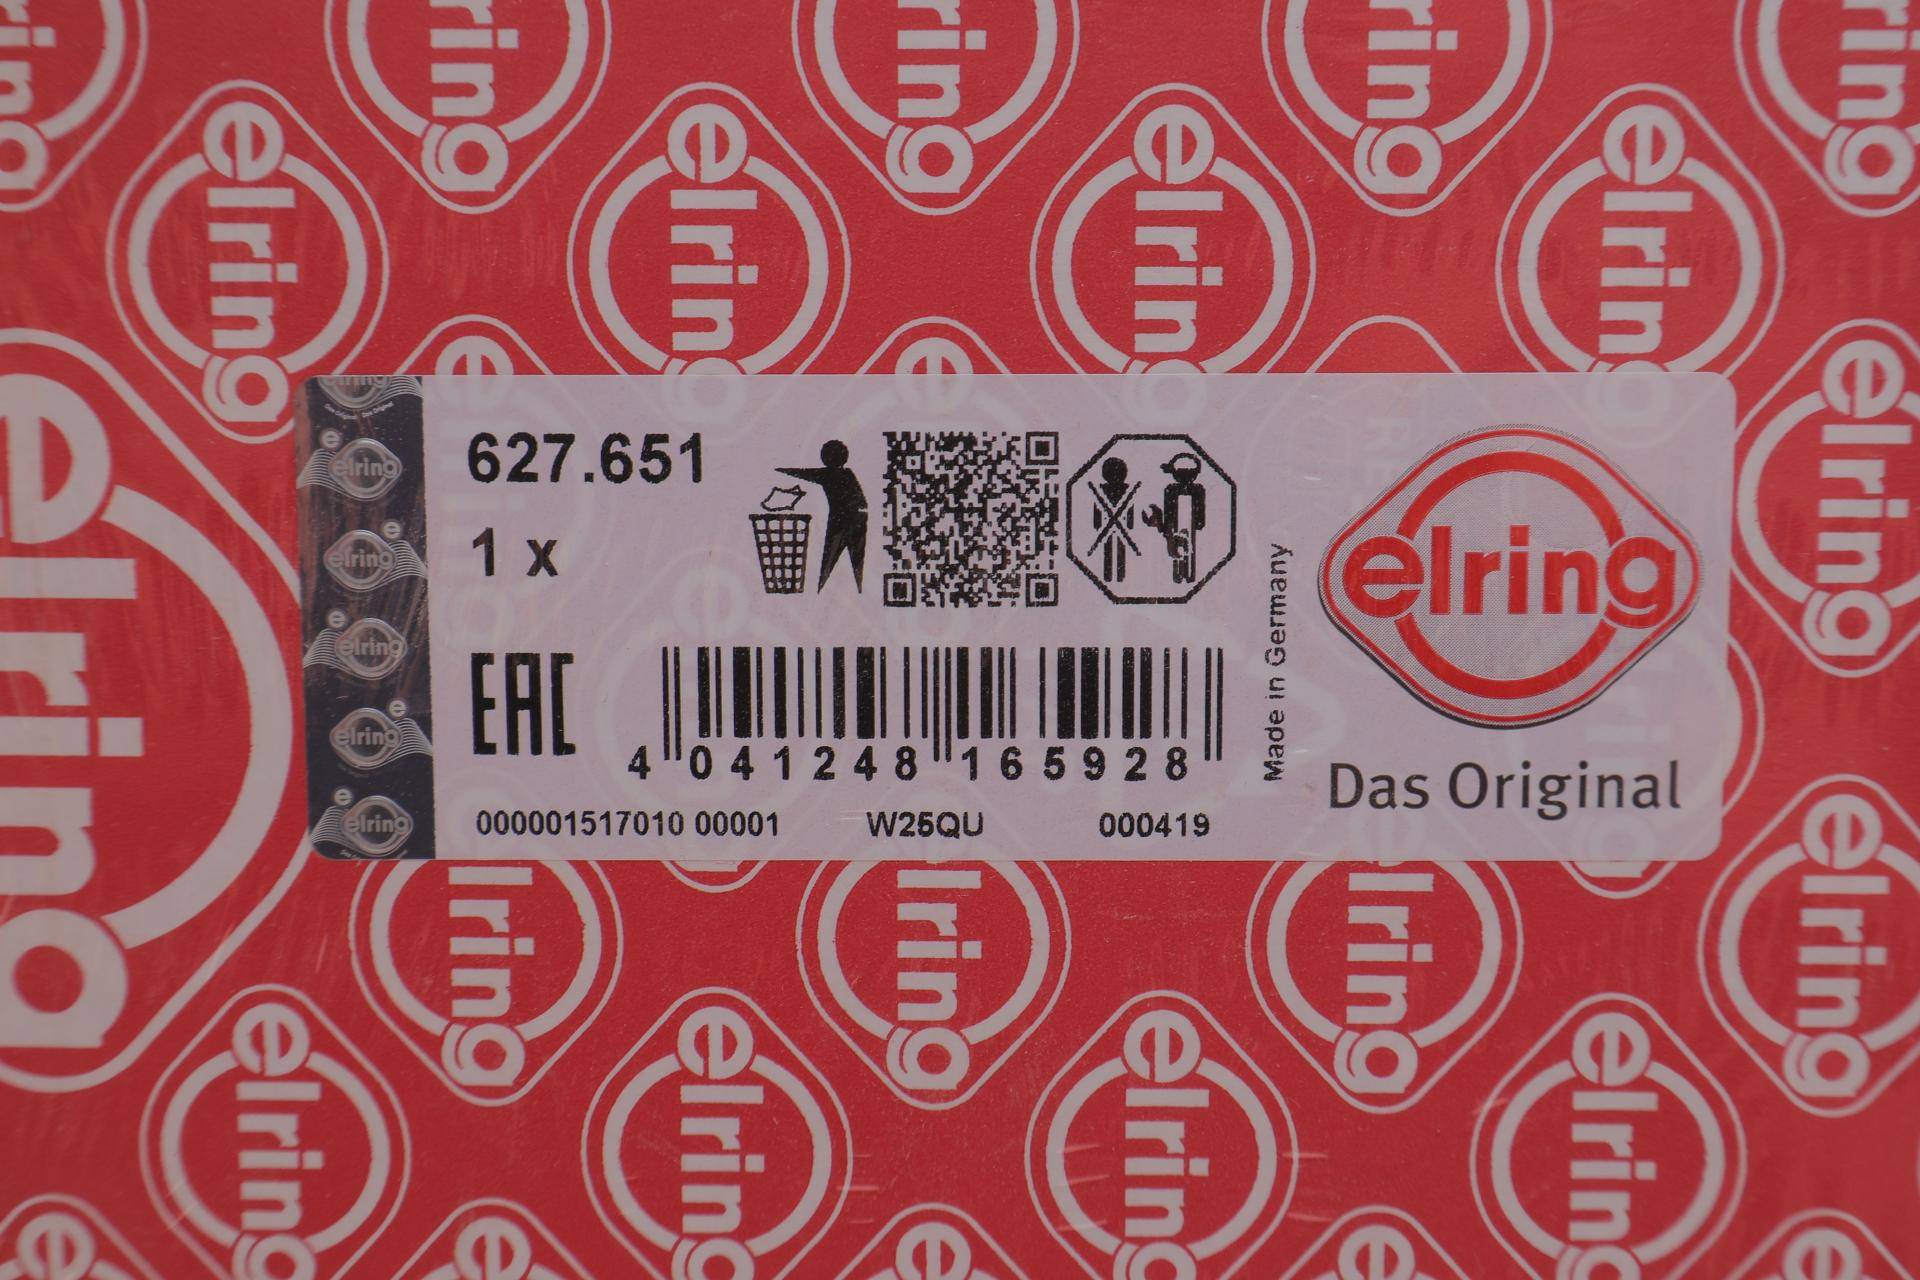 627.651
1 x
EAC
4 041248 165928
000001517010 00001 W25QU 000419
Made in Germany
elring
Das Original